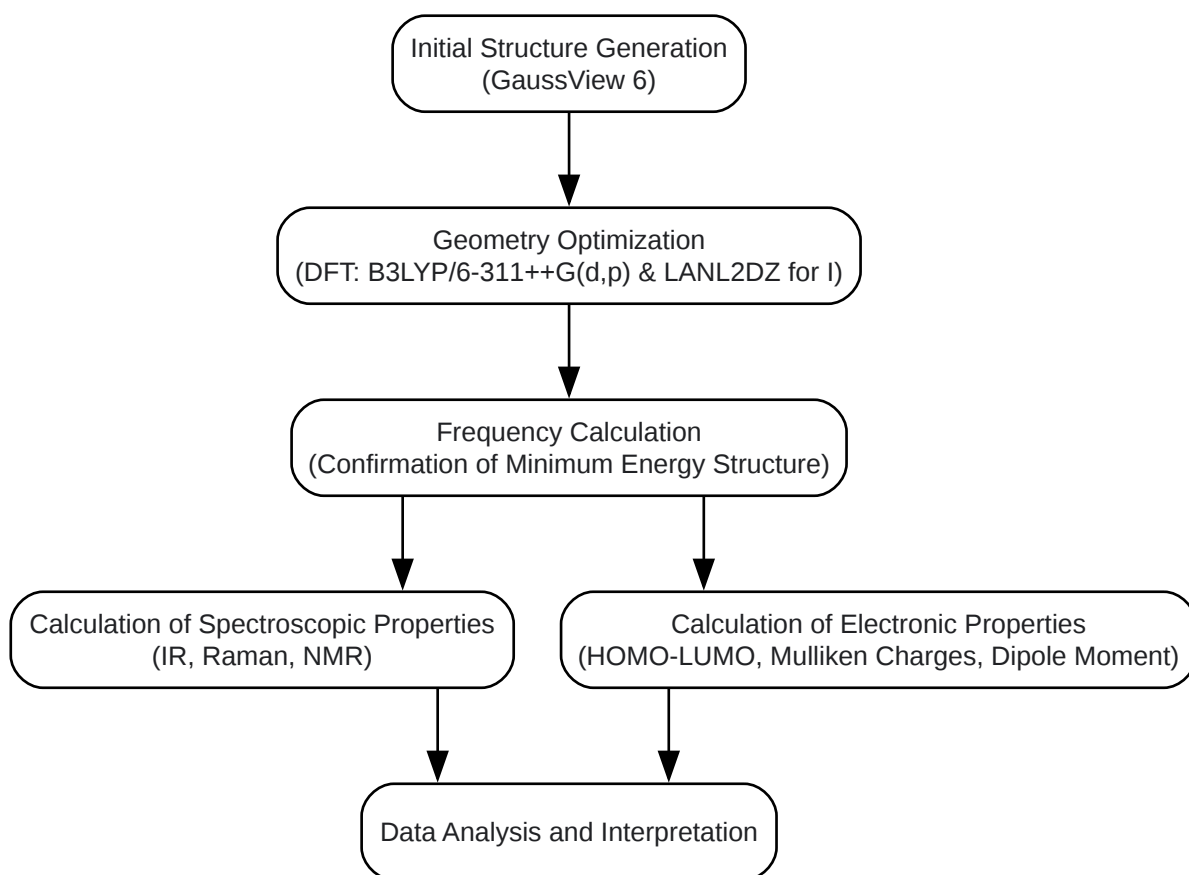 Initial Structure Generation
(GaussView 6)
Geometry Optimization
(DFT: B3LYP/6-311++G(d,p) & LANL2DZ for I)
Frequency Calculation
(Confirmation of Minimum Energy Structure)
Calculation of Spectroscopic Properties
(IR, Raman, NMR)
Calculation of Electronic Properties
(HOMO-LUMO, Mulliken Charges, Dipole Moment)
Data Analysis and Interpretation